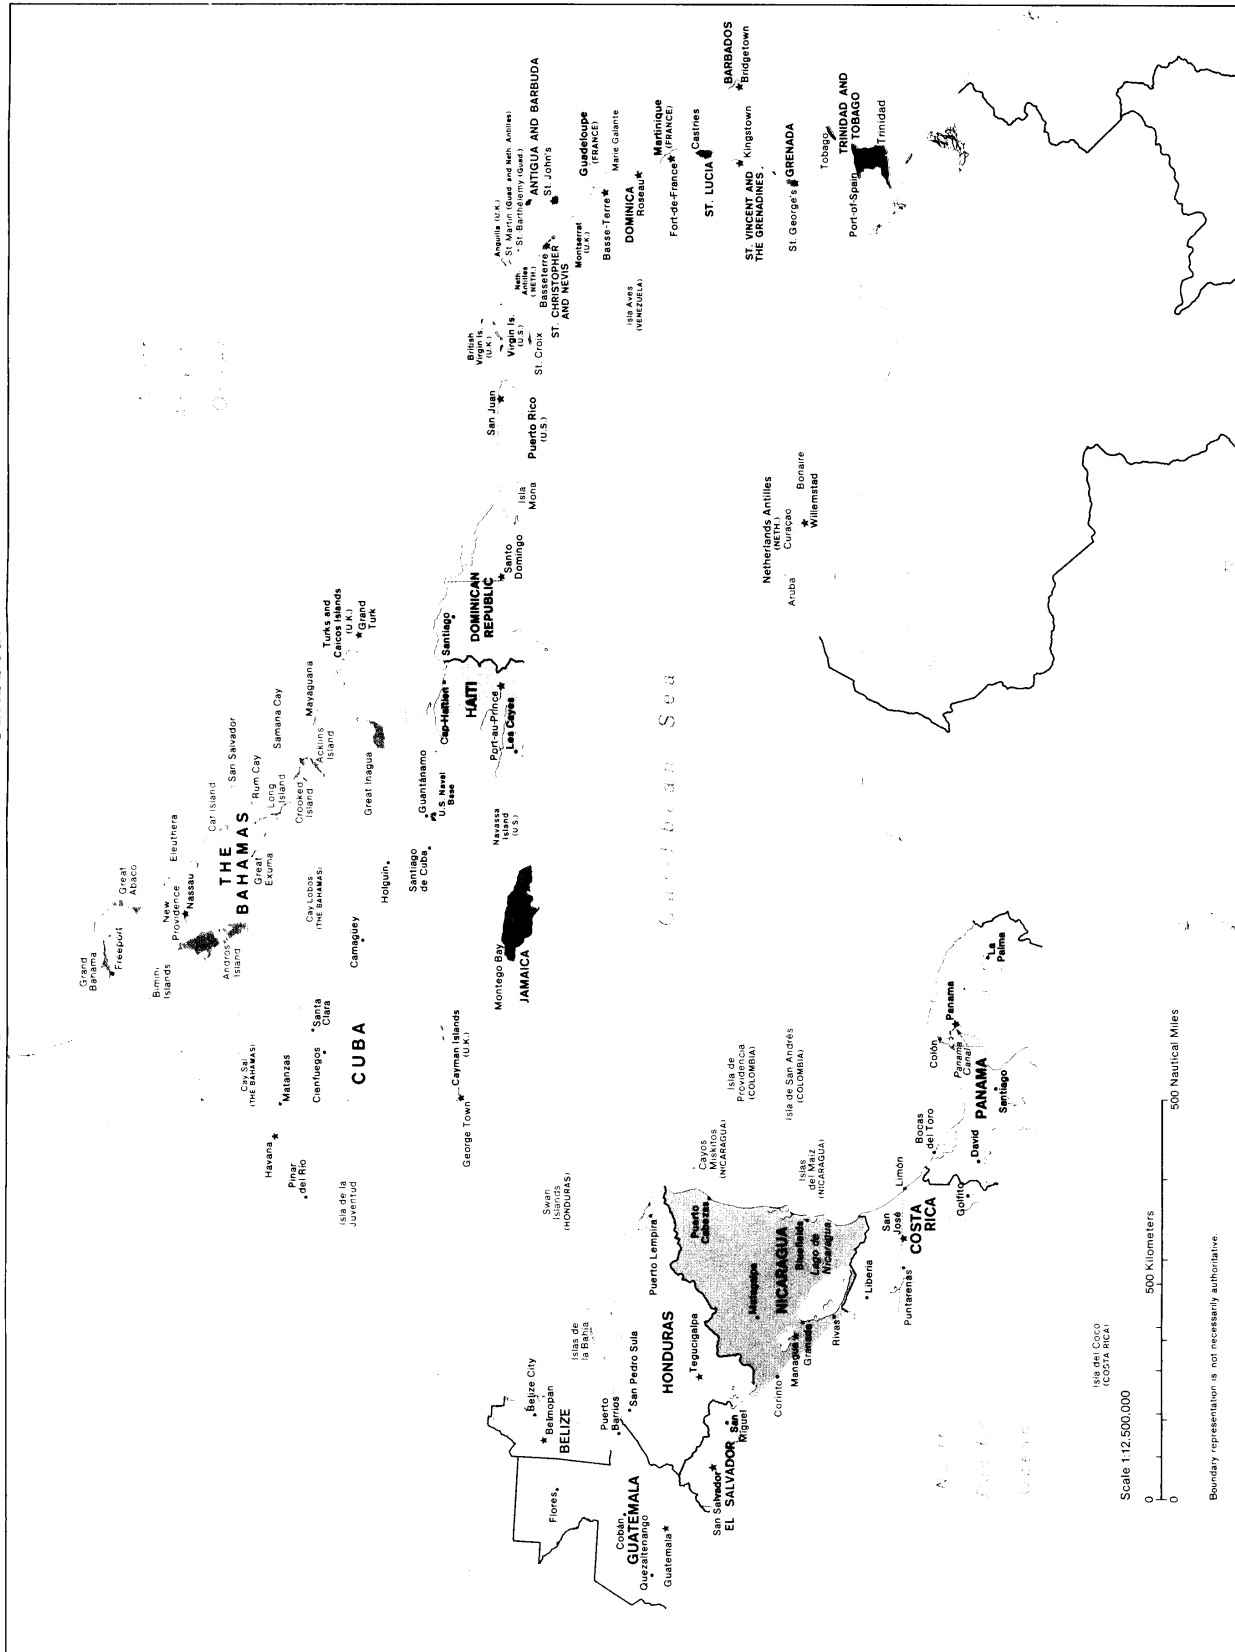 Grand
Bahama
Freeport
Great
Abaco
Bimini
Islands
New
Providence
Nassau
Eleuthera
Cat Island
San Salvador
THE
BAHAMAS
Andros
Island
Great
Exuma
Rum Cay
Long
Island
Samana Cay
Crooked
Island
Acklins
Island
Mayaguana
Turks and
Caicos Islands
(U.K.)
Grand
Turk
Great Inagua
Cay Sal
(THE BAHAMAS)
Cay Lobos
(THE BAHAMAS)
Havana
Matanzas
Pinar
del Río
Cienfuegos
Santa
Clara
Isla de la
Juventud
CUBA
Camaguey
Holguín
Santiago
de Cuba
Guantánamo
U.S. Naval
Base
George Town
Cayman Islands
(U.K.)
Montego Bay
JAMAICA
Navassa
Island
(U.S.)
Cap-Haïtien
HAITI
Port-au-Prince
Les Cayes
Santiago
DOMINICAN
REPUBLIC
Santo
Domingo
Isla
Mona
San Juan
Puerto Rico
(U.S.)
British
Virgin Is.
(U.K.)
Virgin Is.
(U.S.)
St. Croix
Anguilla (U.K.)
St. Martin (Guad. and Neth. Antilles)
St. Barthélemy (Guad.)
Neth.
Antilles
(NETH.)
Basseterre
ST. CHRISTOPHER
AND NEVIS
ANTIGUA AND BARBUDA
St. John's
Montserrat
(U.K.)
Guadeloupe
(FRANCE)
Basse-Terre
Marie Galante
Isla Aves
(VENEZUELA)
DOMINICA
Roseau
Martinique
(FRANCE)
Fort-de-France
ST. LUCIA
Castries
BARBADOS
Bridgetown
ST. VINCENT AND
THE GRENADINES
Kingstown
St. George's
GRENADA
Tobago
TRINIDAD AND
TOBAGO
Port-of-Spain
Trinidad
Netherlands Antilles
(NETH.)
Aruba
Curaçao
Bonaire
Willemstad
Caribbean Sea
Swan
Islands
(HONDURAS)
Belize City
Belmopan
BELIZE
Islas de
la Bahía
Flores
Cobán
GUATEMALA
Quezaltenango
Guatemala
Puerto
Barrios
San Pedro Sula
HONDURAS
Puerto Lempira
Tegucigalpa
San Salvador
EL SALVADOR
San
Miguel
Cayos
Miskitos
(NICARAGUA)
Isla de
Providencia
(COLOMBIA)
Isla de San Andrés
(COLOMBIA)
Islas
del Maíz
(NICARAGUA)
Puerto
Cabezas
Matagalpa
NICARAGUA
Bluefields
Lago de
Nicaragua
Corinto
Managua
Granada
Rivas
Liberia
Puntarenas
San
José
Limón
COSTA
RICA
Golfito
Bocas
del Toro
David
PANAMA
Santiago
Colón
Panama
Panama
Canal
La
Palma
Isla del Coco
(COSTA RICA)
Scale 1:12,500,000
0 500 Kilometers
0 500 Nautical Miles
Boundary representation is not necessarily authoritative.